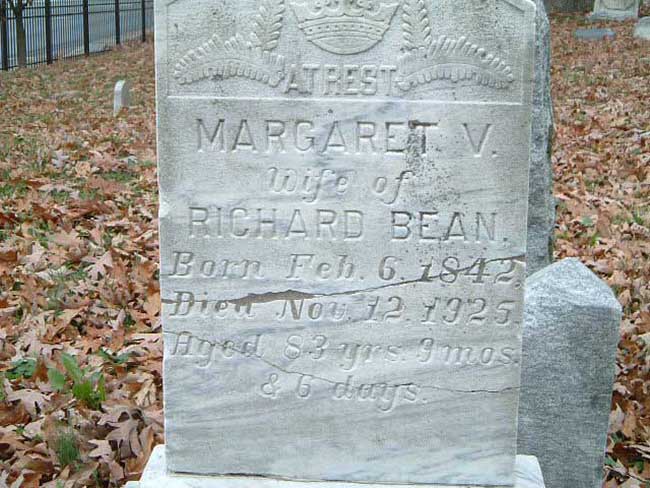 AT REST
MARGARET V.
Wife of
RICHARD BEAN.
Born Feb. 6. 1842,
Died Nov. 12. 1925.
Aged 83 yrs. 9 mos.
& 6 days.